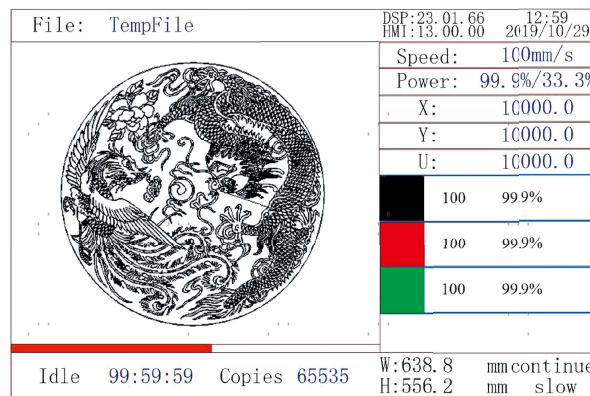 File: TempFile
DSP:23.01.66 12:59
HMI:13.00.00 2019/10/29
Speed: 100mm/s
Power: 99.9%/33.3%
X: 10000.0
Y: 10000.0
U: 10000.0
100 99.9%
100 99.9%
100 99.9%
Idle 99:59:59 Copies 65535
W:638.8 mm continue
H:556.2 mm slow